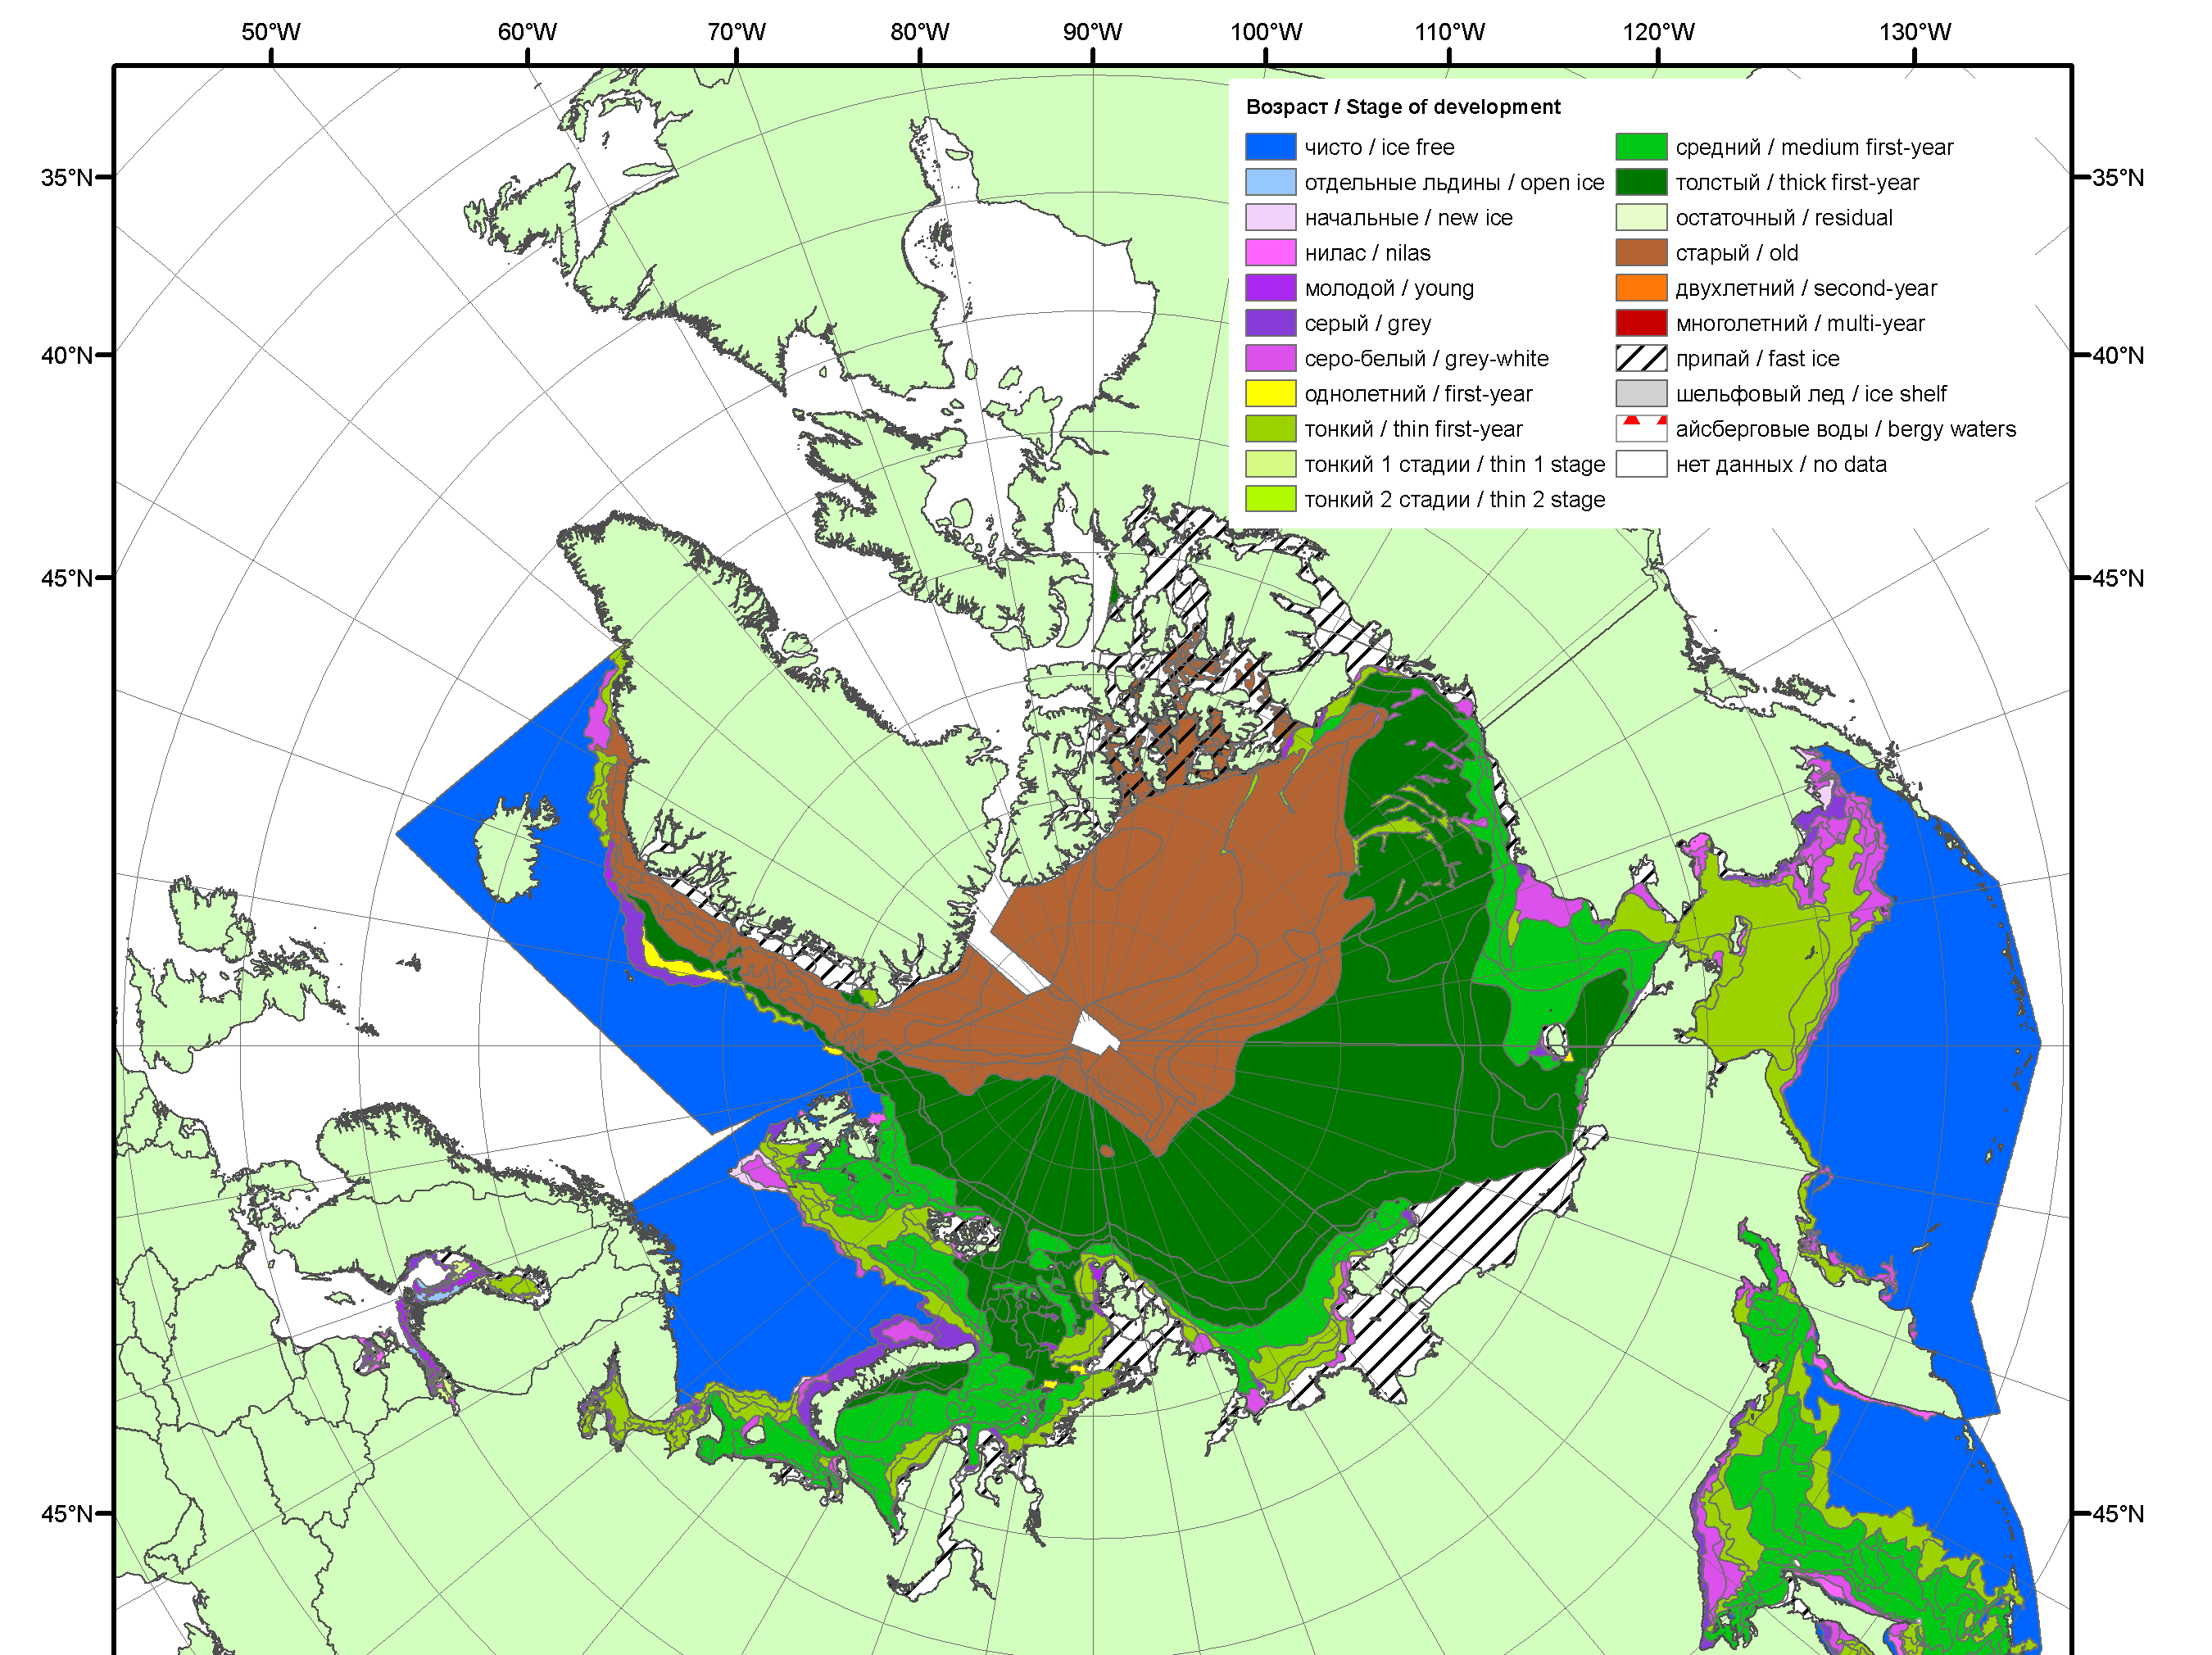 50°W 60°W 70°W 80°W 90°W 100°W 110°W 120°W 130°W
Возраст / Stage of development
чисто / ice free
отдельные льдины / open ice
начальные / new ice
нилас / nilas
молодой / young
серый / grey
серо-белый / grey-white
однолетний / first-year
тонкий / thin first-year
тонкий 1 стадии / thin 1 stage
тонкий 2 стадии / thin 2 stage
средний / medium first-year
толстый / thick first-year
остаточный / residual
старый / old
двухлетний / second-year
многолетний / multi-year
припай / fast ice
шельфовый лед / ice shelf
айсберговые воды / bergy waters
нет данных / no data
35°N 35°N
40°N 40°N
45°N 45°N
45°N 45°N